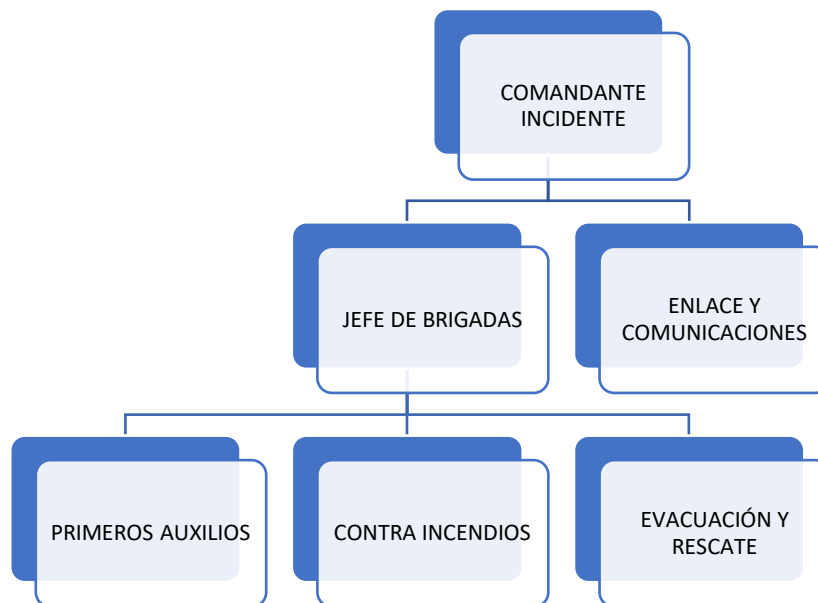 COMANDANTE
INCIDENTE
JEFE DE BRIGADAS
ENLACE Y
COMUNICACIONES
PRIMEROS AUXILIOS
CONTRA INCENDIOS
EVACUACIÓN Y
RESCATE